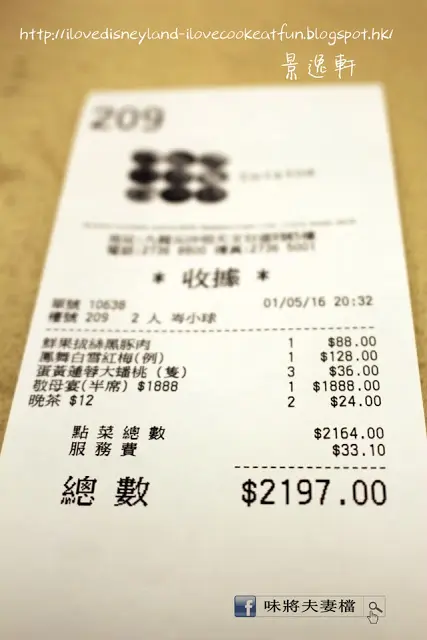 http://ilovedisneyland-ilovecookeatfun.blogspot.hk/
景逸軒
209
* 收據 *
單號 10638 01/05/16 20:32
檯號 209 2 人 岑小球
鮮果拔絲黑豚肉 1 $88.00
鳳舞白雪紅梅(例) 1 $128.00
蛋黃蓮蓉大蟠桃 (隻) 3 $36.00
敬母宴(半席) $1888 1 $1888.00
晚茶 $12 2 $24.00
點菜總數 $2164.00
服務費 $33.10
總數 $2197.00
味將夫妻檔